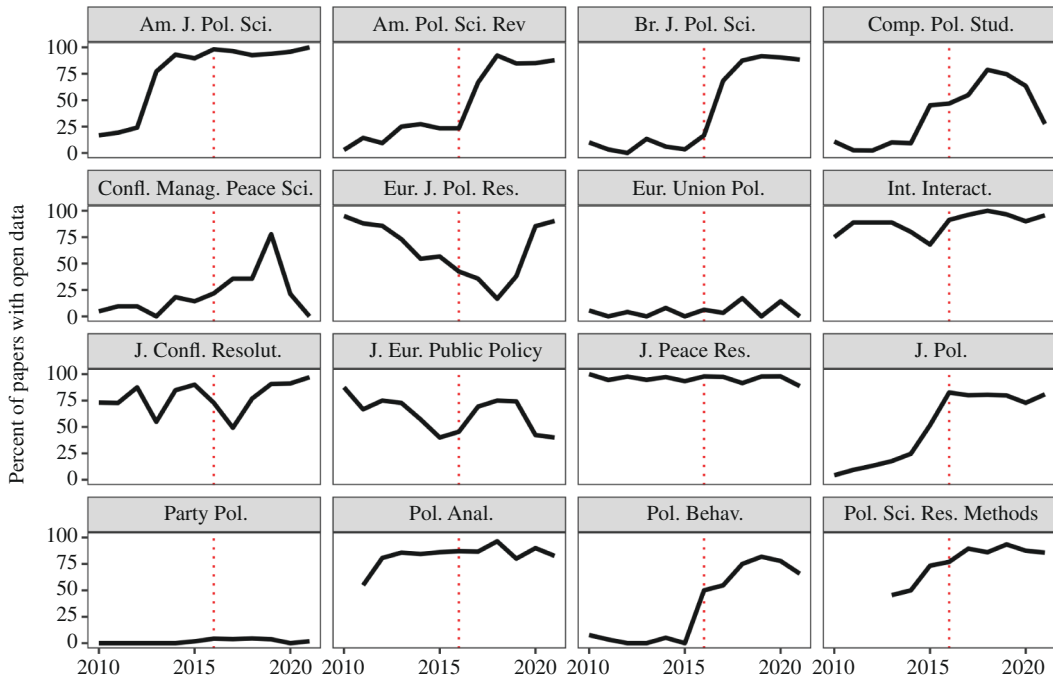 Am. J. Pol. Sci.
Am. Pol. Sci. Rev
Br. J. Pol. Sci.
Comp. Pol. Stud.
100
75
50
25
0
Confl. Manag. Peace Sci.
Eur. J. Pol. Res.
Eur. Union Pol.
Int. Interact.
100
75
50
25
0
Percent of papers with open data
J. Confl. Resolut.
J. Eur. Public Policy
J. Peace Res.
J. Pol.
100
75
50
25
0
Party Pol.
Pol. Anal.
Pol. Behav.
Pol. Sci. Res. Methods
100
75
50
25
0
2010 2015 2020 2010 2015 2020 2010 2015 2020 2010 2015 2020